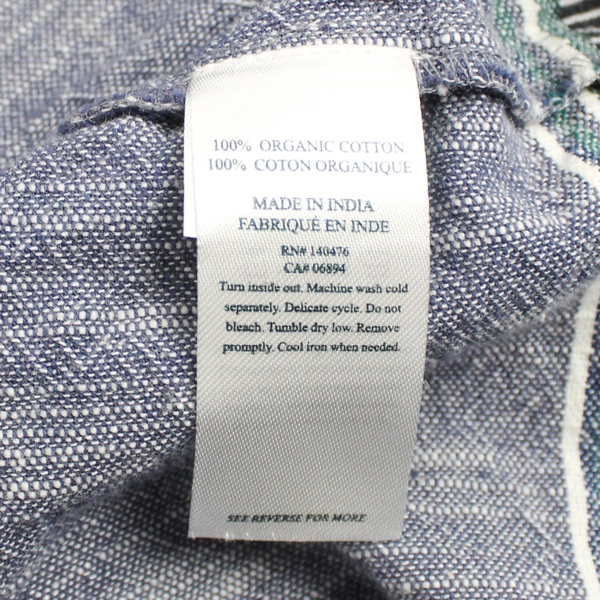 100% ORGANIC COTTON
100% COTON ORGANIQUE
MADE IN INDIA
FABRIQUÉ EN INDE
RN# 140476
CA# 06894
Turn inside out. Machine wash cold
separately. Delicate cycle. Do not
bleach. Tumble dry low. Remove
promptly. Cool iron when needed.
SEE REVERSE FOR MORE